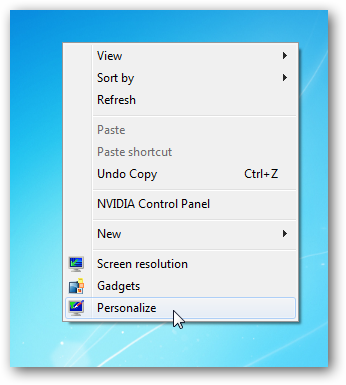 View
Sort by
Refresh
Paste
Paste shortcut
Undo Copy Ctrl+Z
NVIDIA Control Panel
New
Screen resolution
Gadgets
Personalize